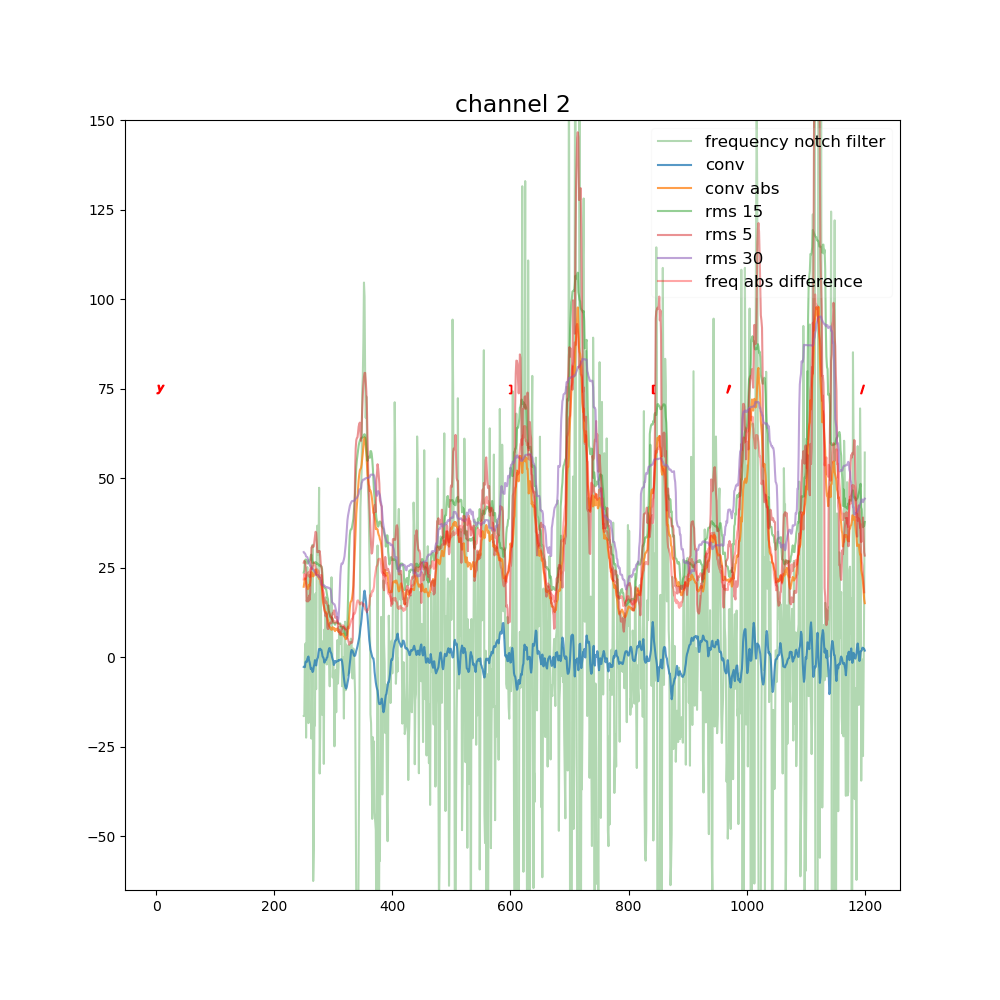 channel 2
150
125
100
75
50
25
0
−25
−50
frequency notch filter
conv
conv abs
rms 15
rms 5
rms 30
freq abs difference
y
]
[
/
0
200
400
600
800
1000
1200